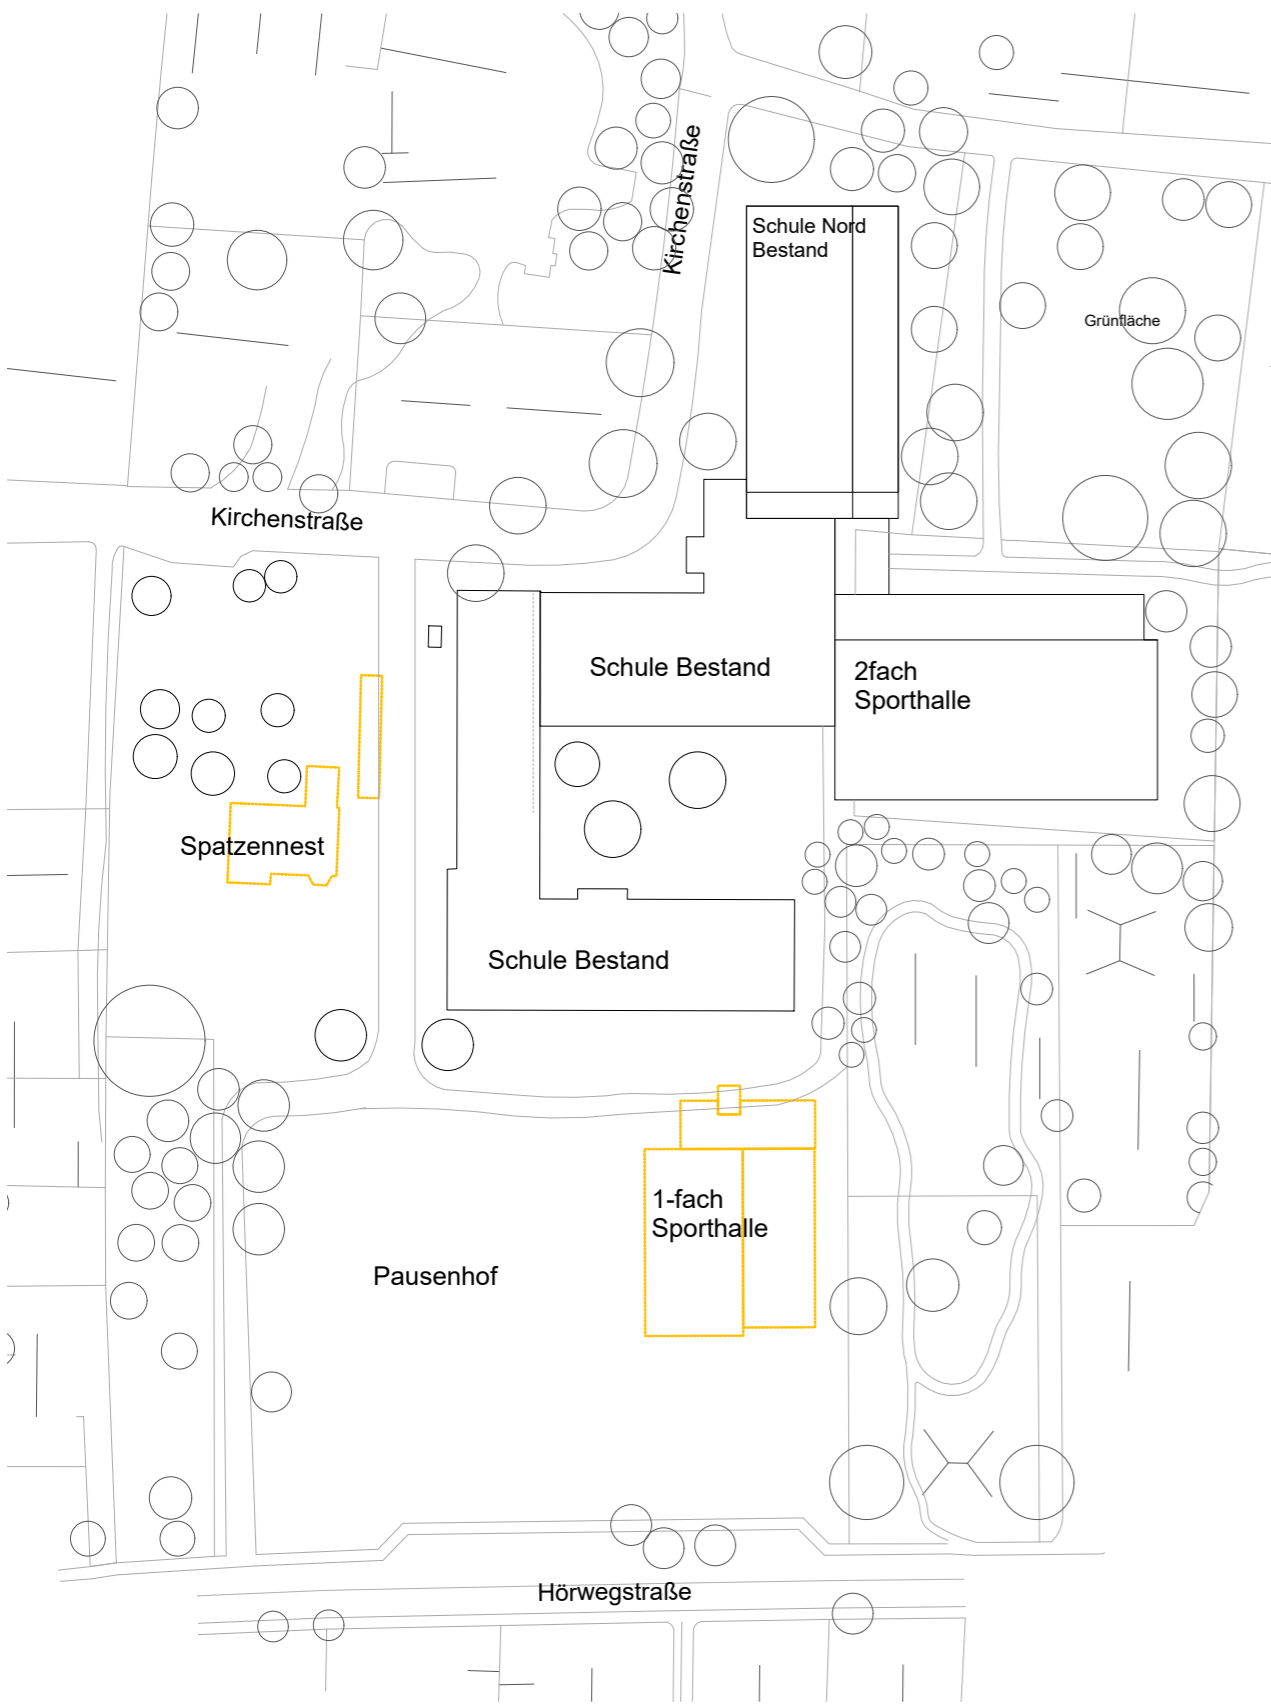 Kirchenstraße
Schule Nord
Bestand
Grünfläche
Kirchenstraße
Schule Bestand
2fach
Sporthalle
Spatzennest
Schule Bestand
1-fach
Sporthalle
Pausenhof
Hörwegstraße